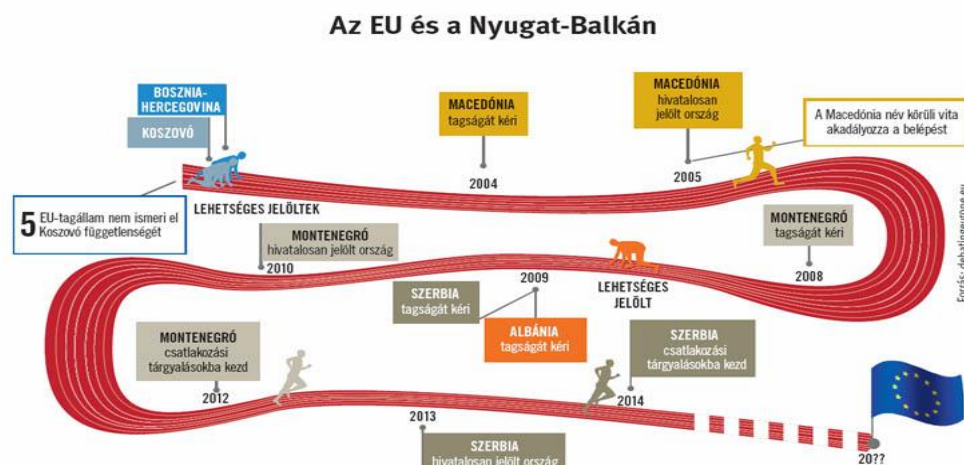 Az EU és a Nyugat-Balkán
BOSZNIA-
HERCEGOVINA
KOSZOVÓ
MACEDÓNIA
tagságát kéri
2004
MACEDÓNIA
hivatalosan
jelölt ország
2005
A Macedónia név körüli vita
akadályozza a belépést
5 EU-tagállam nem ismeri el
Koszovó függetlenségét
LEHETSÉGES JELÖLTEK
MONTENEGRÓ
hivatalosan jelölt ország
2010
MONTENEGRÓ
tagságát kéri
2008
Forrás: debatingeurope.eu
LEHETSÉGES
JELÖLT
2009
SZERBIA
tagságát kéri
ALBÁNIA
tagságát kéri
MONTENEGRÓ
csatlakozási
tárgyalásokba kezd
2012
SZERBIA
csatlakozási
tárgyalásokba kezd
2014
2013
SZERBIA
hivatalosan jelölt ország
20??